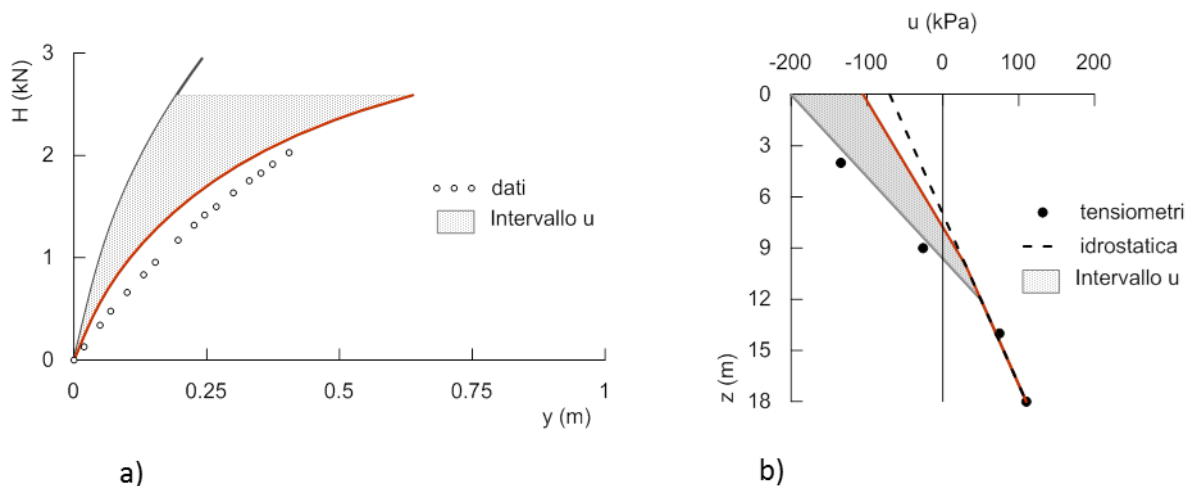 3
2
1
0
H (kN)
0
0.25
0.5
0.75
1
y (m)
dati
Intervallo u
a)
u (kPa)
-200
-100
0
100
200
0
3
6
9
12
15
18
z (m)
tensiometri
idrostatica
Intervallo u
b)